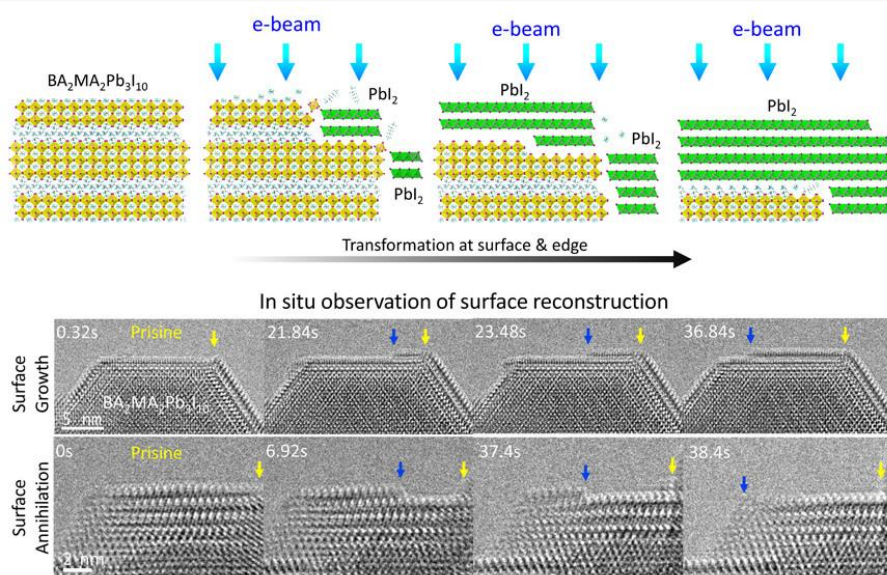 e-beam
e-beam
e-beam
BA2MA2Pb3I10
PbI2
PbI2
PbI2
PbI2
PbI2
Transformation at surface & edge
In situ observation of surface reconstruction
Surface
Growth
0.32s Prisine
21.84s
23.48s
36.84s
BA2MA2Pb3I10
5 nm
Surface
Annihilation
0s Prisine
6.92s
37.4s
38.4s
2 nm